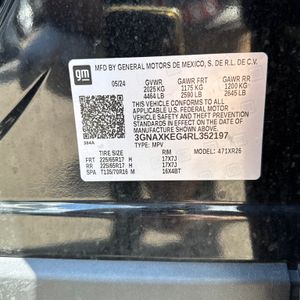 gm
MFD BY GENERAL MOTORS DE MEXICO, S. DE R.L. DE C.V.
05/24 GVWR GAWR FRT GAWR RR
2025 KG 1175 KG 1200 KG
4464 LB 2590 LB 2645 LB
THIS VEHICLE CONFORMS TO ALL
APPLICABLE U.S. FEDERAL MOTOR
VEHICLE SAFETY AND THEFT
PREVENTION STANDARDS IN EFFECT ON
THE DATE OF MANUFACTURE SHOWN ABOVE.
3GNAXKEG4RL352197
384A TYPE: MPV MODEL: 471XR26
FRT 225/65R17 H 17X7J
RR 225/65R17 H 17X7J
SPA T135/70R16 M 16X4BT